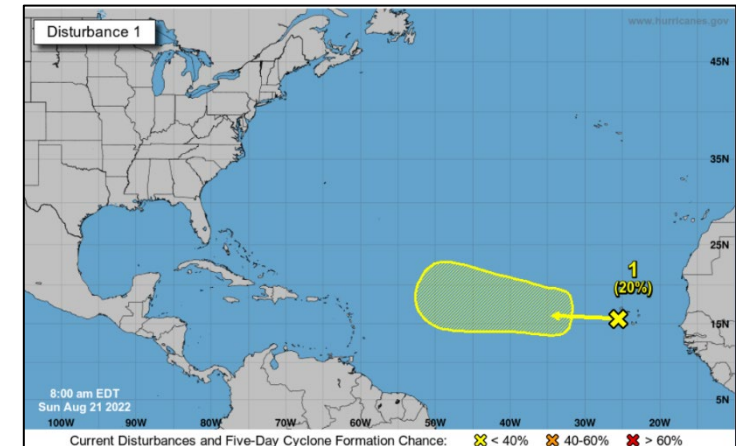 Disturbance 1
www.hurricanes.gov
45N
35N
25N
1
(20%)
15N
8:00 am EDT
Sun Aug 21 2022
5N
100W 90W 80W 70W 60W 50W 40W 30W 20W
Current Disturbances and Five-Day Cyclone Formation Chance: < 40% 40-60% > 60%